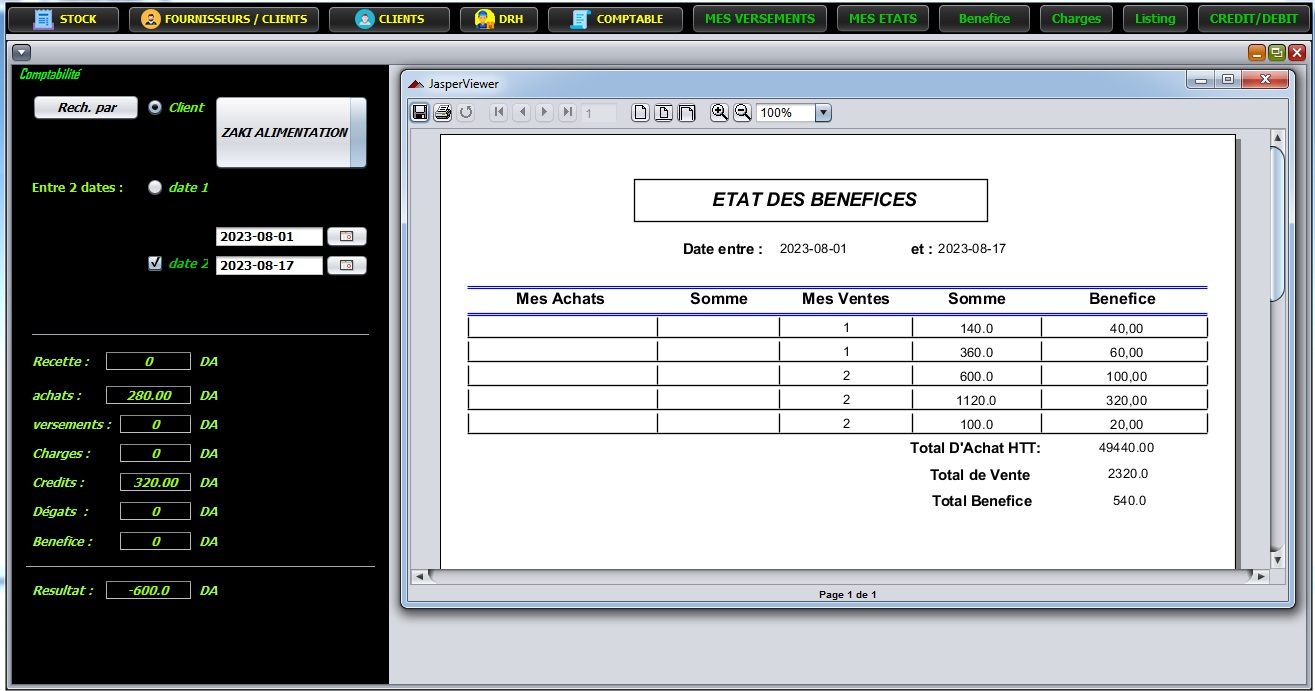 STOCK FOURNISSEURS / CLIENTS CLIENTS DRH COMPTABLE MES VERSEMENTS MES ETATS Benefice Charges Listing CREDIT/DEBIT
Comptabilité
Rech. par Client ZAKI ALIMENTATION
Entre 2 dates : date 1
2023-08-01
date 2 2023-08-17
Recette : 0 DA
achats : 280.00 DA
versements : 0 DA
Charges : 0 DA
Credits : 320.00 DA
Dégats : 0 DA
Benefice : 0 DA
Resultat : -600.0 DA
JasperViewer
1 100%
ETAT DES BENEFICES
Date entre : 2023-08-01 et : 2023-08-17
Mes Achats Somme Mes Ventes Somme Benefice
1 140.0 40,00
1 360.0 60,00
2 600.0 100,00
2 1120.0 320,00
2 100.0 20,00
Total D'Achat HTT: 49440.00
Total de Vente 2320.0
Total Benefice 540.0
Page 1 de 1